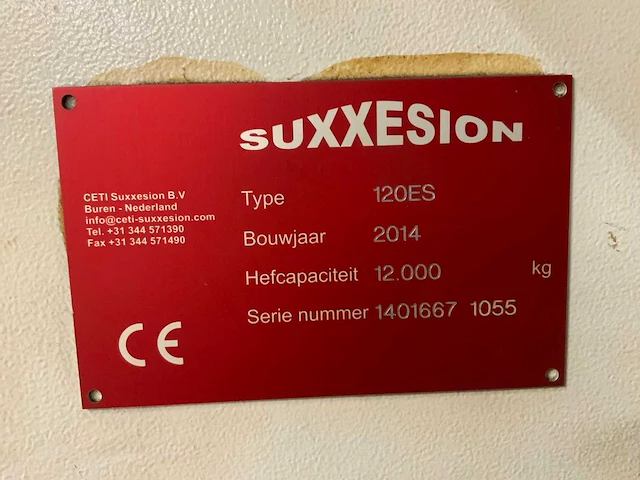 SUXXESION
CETI Suxxesion B.V
Buren - Nederland
info@ceti-suxxesion.com
Tel. +31 344 571390
Fax +31 344 571490
Type 120ES
Bouwjaar 2014
Hefcapaciteit 12.000 kg
Serie nummer 1401667 1055
CE